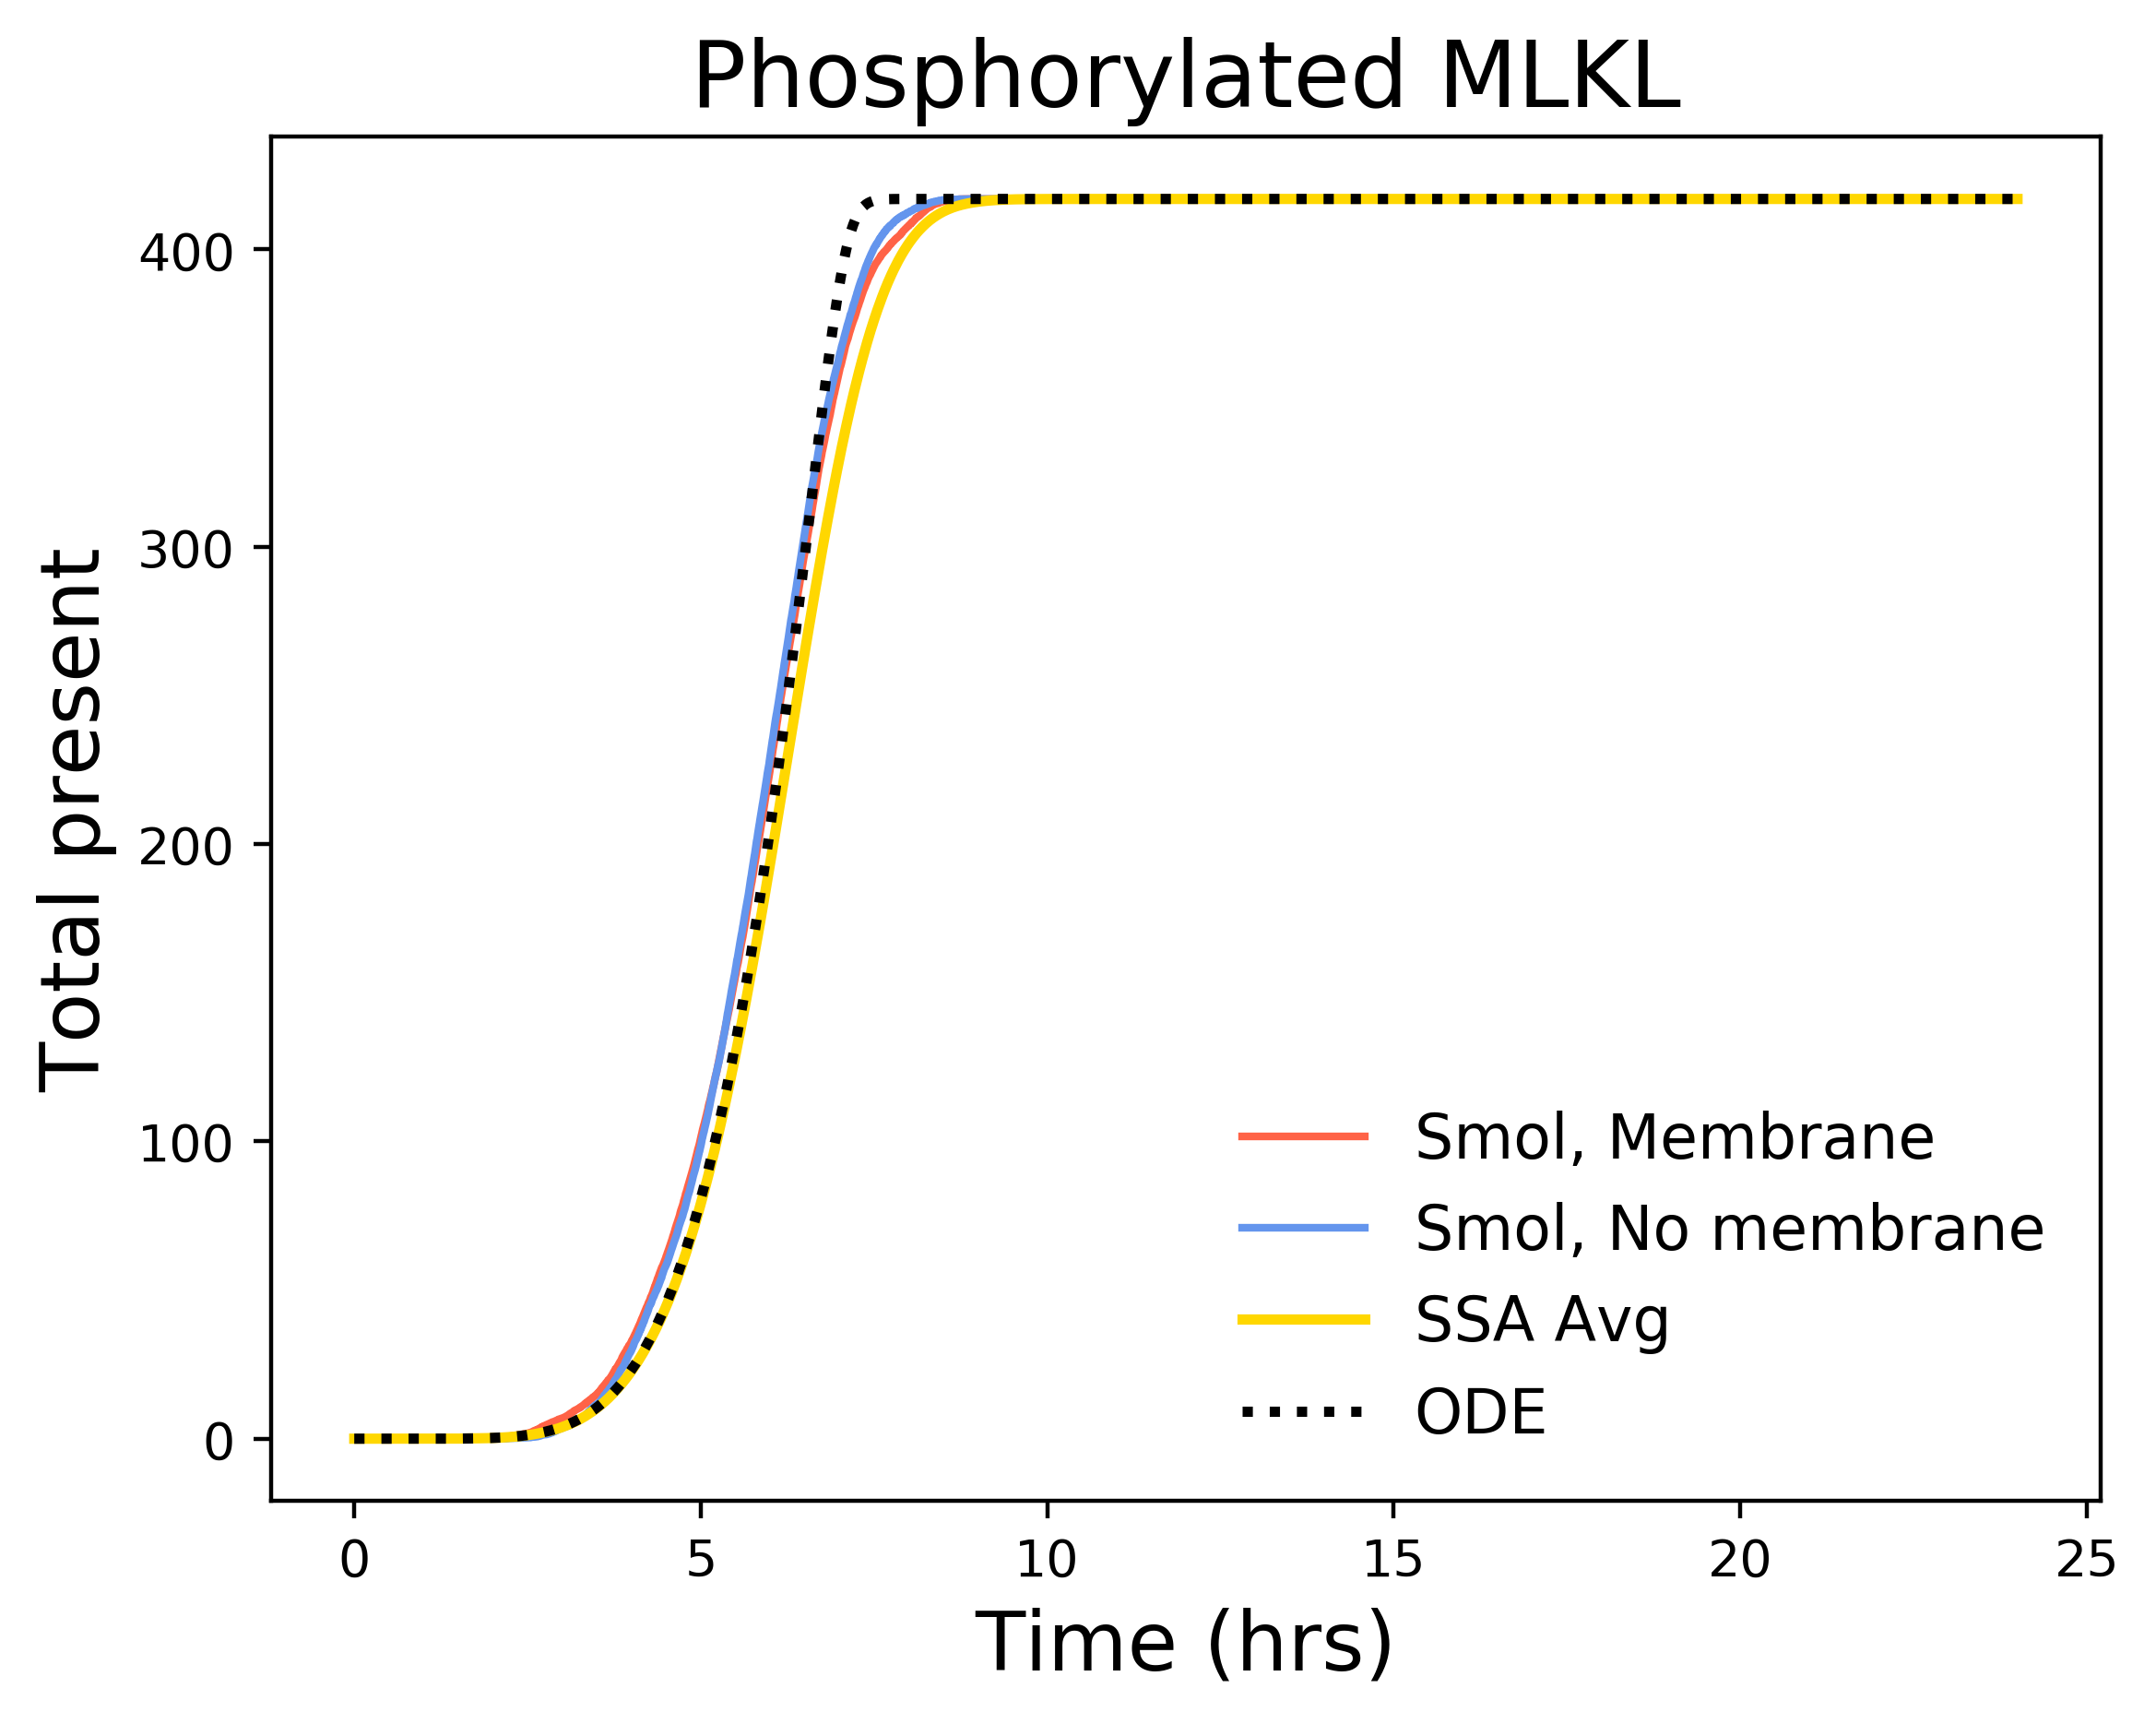 Phosphorylated MLKL
Total present
400
300
200
100
0
Smol, Membrane
Smol, No membrane
SSA Avg
ODE
0 5 10 15 20 25
Time (hrs)